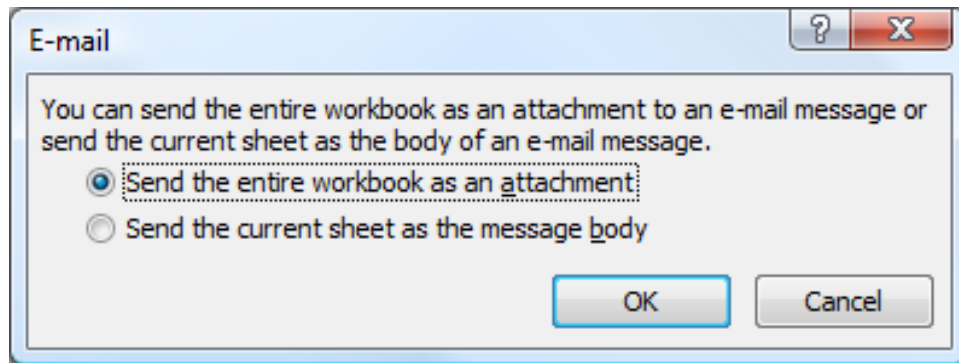 E-mail
You can send the entire workbook as an attachment to an e-mail message or
send the current sheet as the body of an e-mail message.
Send the entire workbook as an attachment
Send the current sheet as the message body
OK Cancel